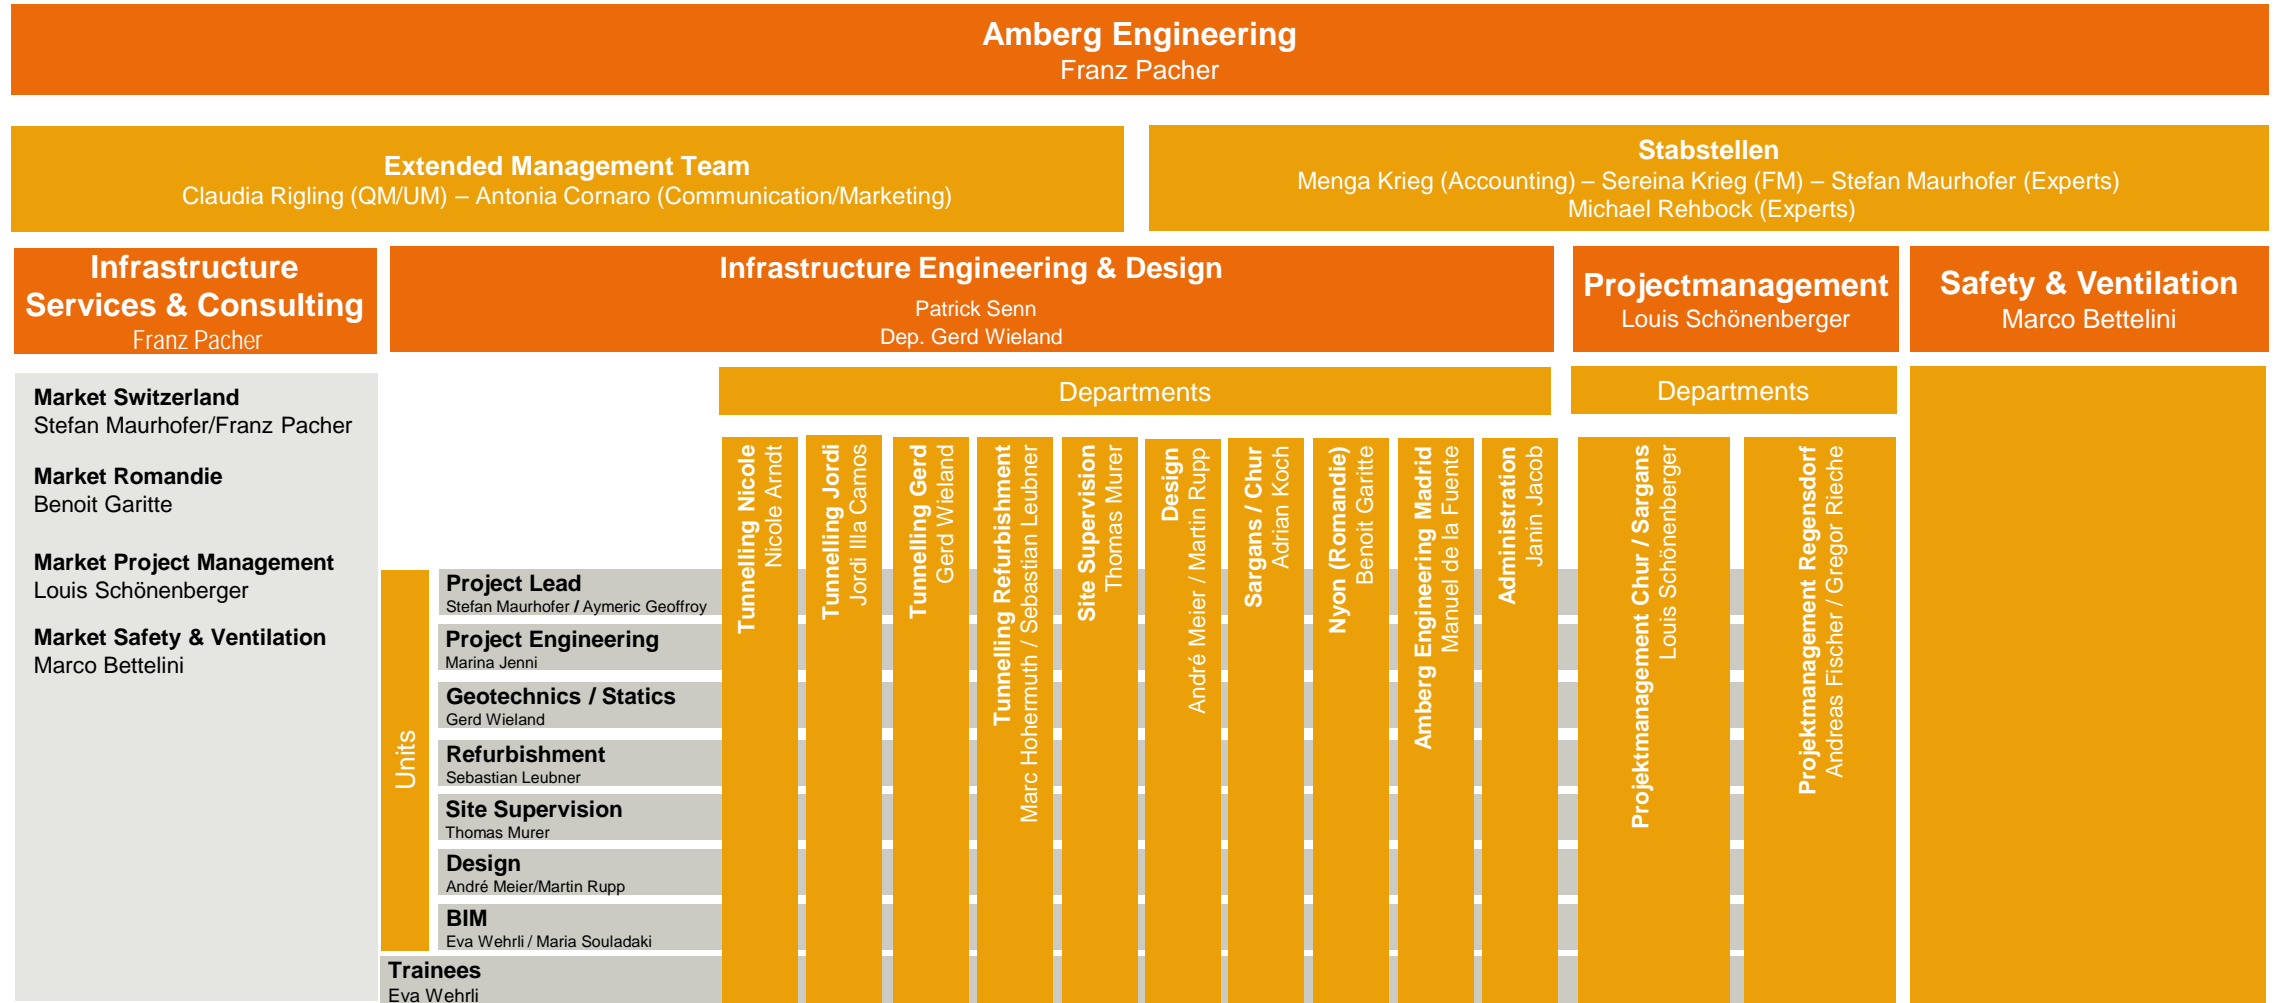 Amberg Engineering
Franz Pacher
Extended Management Team
Claudia Rigling (QM/UM) – Antonia Cornaro (Communication/Marketing)
Stabstellen
Menga Krieg (Accounting) – Sereina Krieg (FM) – Stefan Maurhofer (Experts)
Michael Rehbock (Experts)
Infrastructure
Services & Consulting
Franz Pacher
Infrastructure Engineering & Design
Patrick Senn
Dep. Gerd Wieland
Projectmanagement
Louis Schönenberger
Safety & Ventilation
Marco Bettelini
Market Switzerland
Stefan Maurhofer/Franz Pacher
Market Romandie
Benoit Garitte
Market Project Management
Louis Schönenberger
Market Safety & Ventilation
Marco Bettelini
Departments
Departments
Tunnelling Nicole
Nicole Arndt
Tunnelling Jordi
Jordi Illa Camos
Tunnelling Gerd
Gerd Wieland
Tunnelling Refurbishment
Marc Hohermuth / Sebastian Leubner
Site Supervision
Thomas Murer
Design
André Meier / Martin Rupp
Sargans / Chur
Adrian Koch
Nyon (Romandie)
Benoit Garitte
Amberg Engineering Madrid
Manuel de la Fuente
Administration
Janin Jacob
Projektmanagement Chur / Sargans
Louis Schönenberger
Projektmanagement Regensdorf
Andreas Fischer / Gregor Rieche
Units
Project Lead
Stefan Maurhofer / Aymeric Geoffroy
Project Engineering
Marina Jenni
Geotechnics / Statics
Gerd Wieland
Refurbishment
Sebastian Leubner
Site Supervision
Thomas Murer
Design
André Meier/Martin Rupp
BIM
Eva Wehrli / Maria Souladaki
Trainees
Eva Wehrli